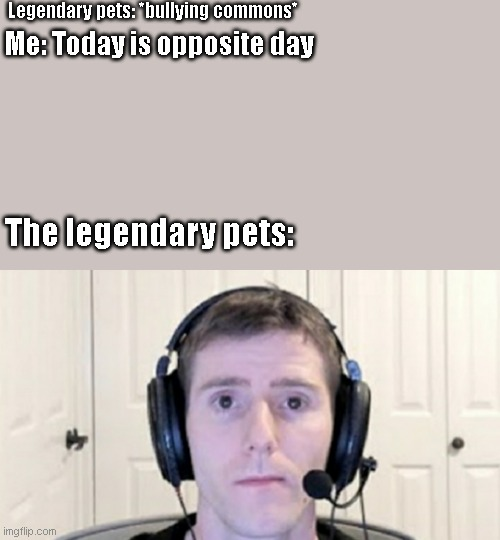 Legendary pets: *bullying commons*
Me: Today is opposite day
The legendary pets:
imgflip.com